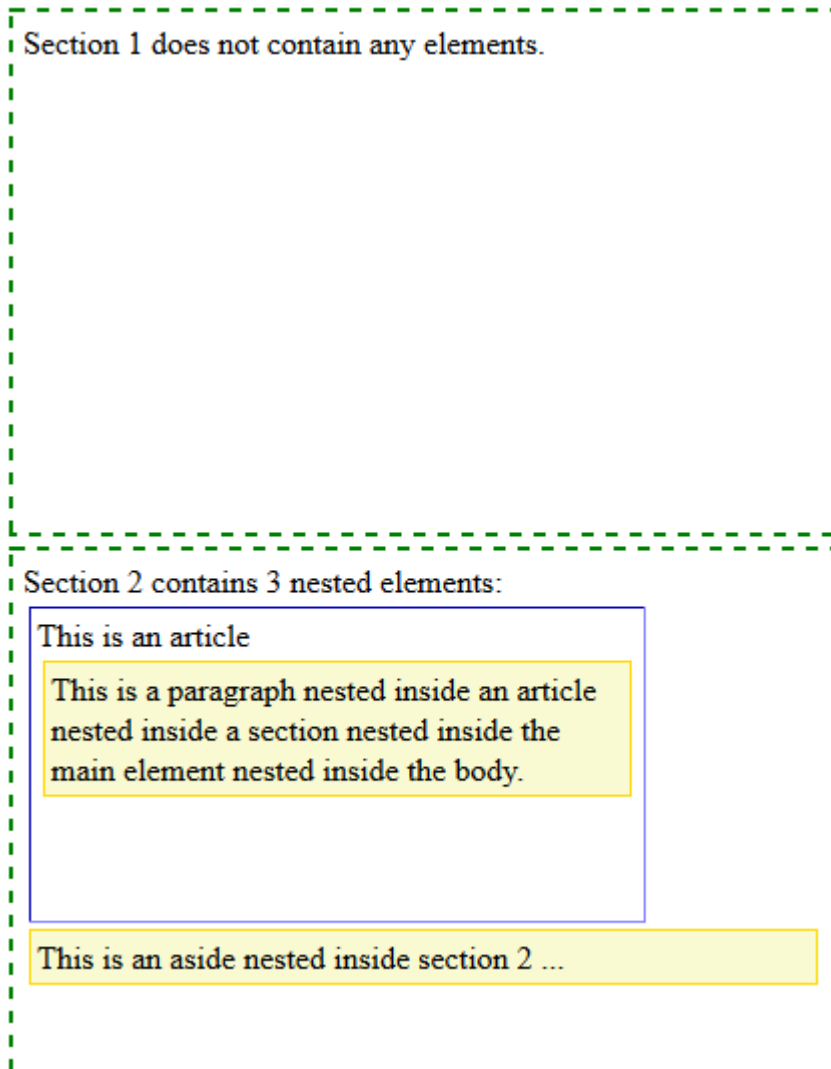 Section 1 does not contain any elements.
Section 2 contains 3 nested elements:
This is an article
This is a paragraph nested inside an article
nested inside a section nested inside the
main element nested inside the body.
This is an aside nested inside section 2 ...